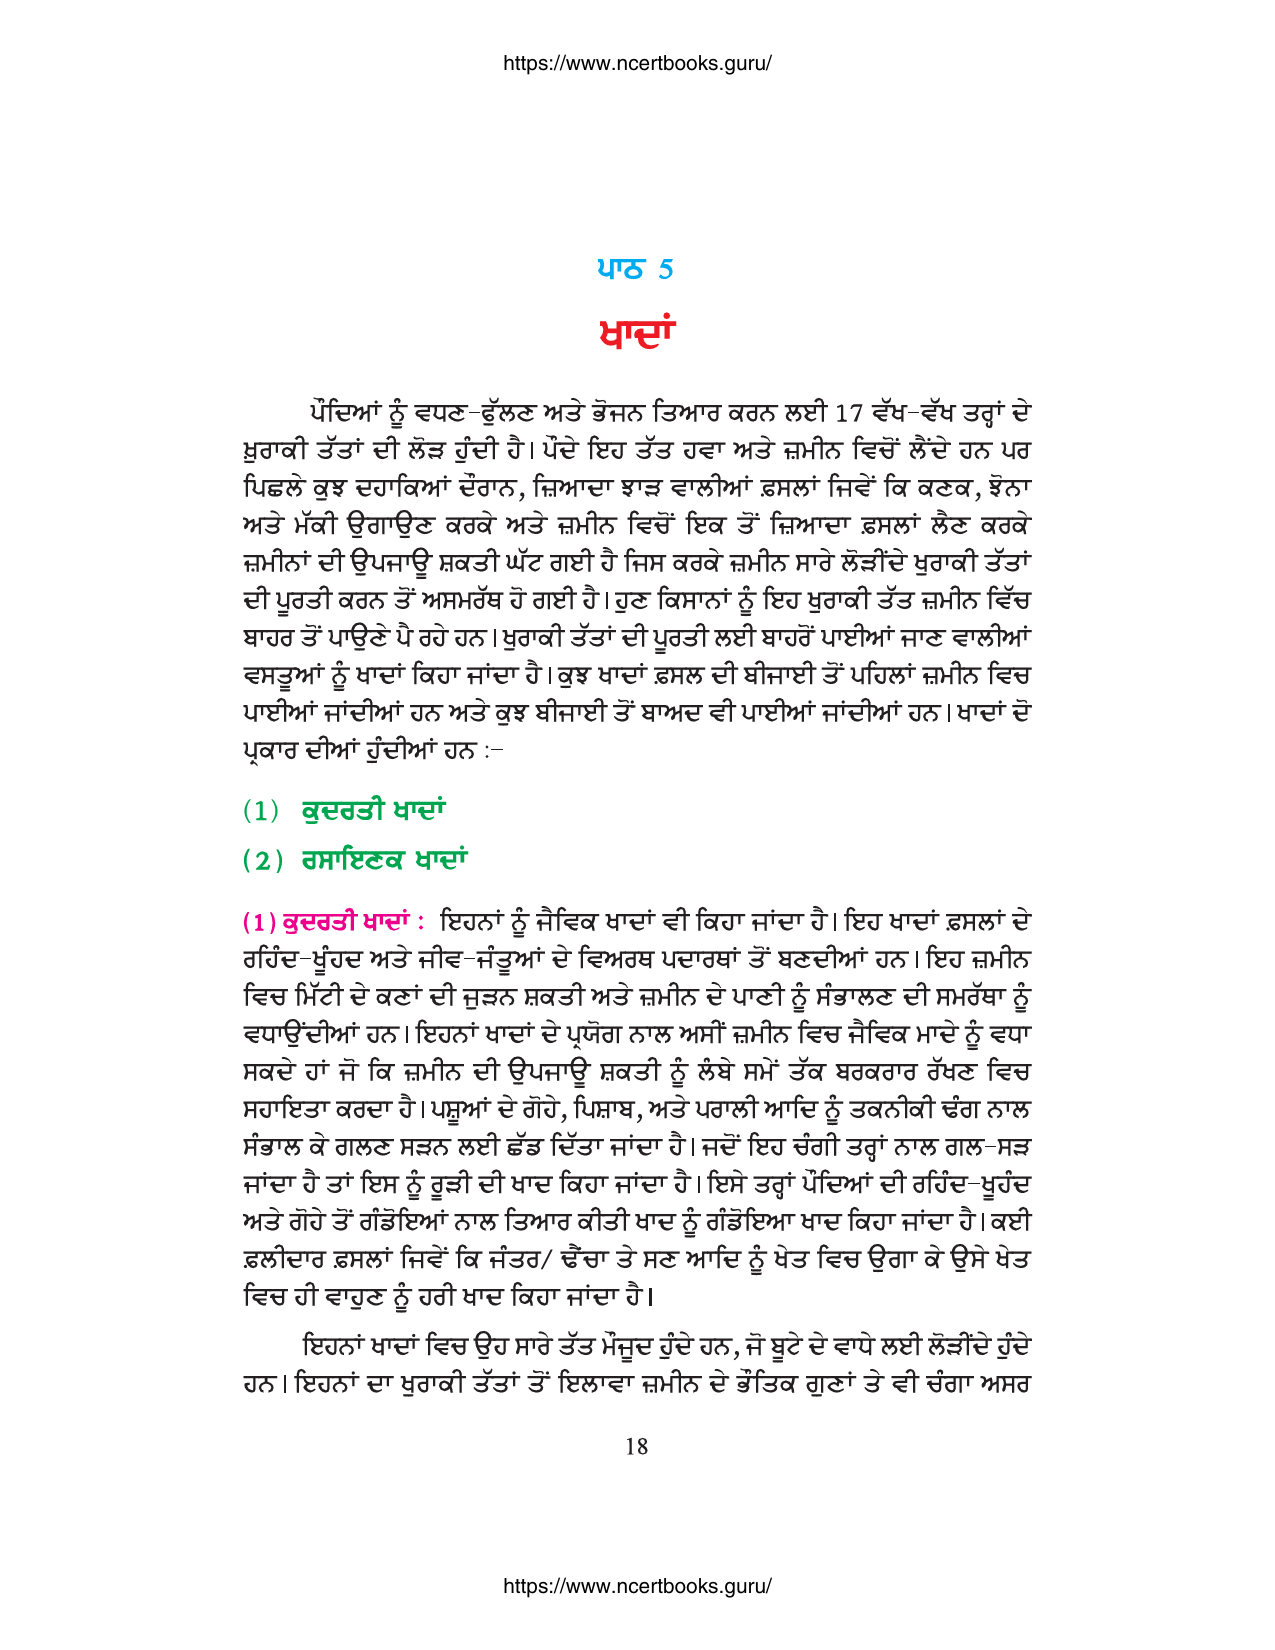 https://www.ncertbooks.guru/
ਪਾਠ 5
ਖਾਦਾਂ
ਪੌਦਿਆਂ ਨੂੰ ਵਧਣ-ਫੁੱਲਣ ਅਤੇ ਭੋਜਨ ਤਿਆਰ ਕਰਨ ਲਈ 17 ਵੱਖ-ਵੱਖ ਤਰ੍ਹਾਂ ਦੇ
ਖ਼ੁਰਾਕੀ ਤੱਤਾਂ ਦੀ ਲੋੜ ਹੁੰਦੀ ਹੈ। ਪੌਦੇ ਇਹ ਤੱਤ ਹਵਾ ਅਤੇ ਜ਼ਮੀਨ ਵਿਚੋਂ ਲੈਂਦੇ ਹਨ ਪਰ
ਪਿਛਲੇ ਕੁਝ ਦਹਾਕਿਆਂ ਦੌਰਾਨ, ਜ਼ਿਆਦਾ ਝਾੜ ਵਾਲੀਆਂ ਫ਼ਸਲਾਂ ਜਿਵੇਂ ਕਿ ਕਣਕ, ਝੋਨਾ
ਅਤੇ ਮੱਕੀ ਉਗਾਉਣ ਕਰਕੇ ਅਤੇ ਜ਼ਮੀਨ ਵਿਚੋਂ ਇਕ ਤੋਂ ਜ਼ਿਆਦਾ ਫ਼ਸਲਾਂ ਲੈਣ ਕਰਕੇ
ਜ਼ਮੀਨਾਂ ਦੀ ਉਪਜਾਊ ਸ਼ਕਤੀ ਘੱਟ ਗਈ ਹੈ ਜਿਸ ਕਰਕੇ ਜ਼ਮੀਨ ਸਾਰੇ ਲੋੜੀਂਦੇ ਖੁਰਾਕੀ ਤੱਤਾਂ
ਦੀ ਪੂਰਤੀ ਕਰਨ ਤੋਂ ਅਸਮਰੱਥ ਹੋ ਗਈ ਹੈ। ਹੁਣ ਕਿਸਾਨਾਂ ਨੂੰ ਇਹ ਖੁਰਾਕੀ ਤੱਤ ਜ਼ਮੀਨ ਵਿੱਚ
ਬਾਹਰ ਤੋਂ ਪਾਉਣੇ ਪੈ ਰਹੇ ਹਨ। ਖੁਰਾਕੀ ਤੱਤਾਂ ਦੀ ਪੂਰਤੀ ਲਈ ਬਾਹਰੋਂ ਪਾਈਆਂ ਜਾਣ ਵਾਲੀਆਂ
ਵਸਤੂਆਂ ਨੂੰ ਖਾਦਾਂ ਕਿਹਾ ਜਾਂਦਾ ਹੈ। ਕੁਝ ਖਾਦਾਂ ਫ਼ਸਲ ਦੀ ਬੀਜਾਈ ਤੋਂ ਪਹਿਲਾਂ ਜ਼ਮੀਨ ਵਿਚ
ਪਾਈਆਂ ਜਾਂਦੀਆਂ ਹਨ ਅਤੇ ਕੁਝ ਬੀਜਾਈ ਤੋਂ ਬਾਅਦ ਵੀ ਪਾਈਆਂ ਜਾਂਦੀਆਂ ਹਨ। ਖਾਦਾਂ ਦੋ
ਪ੍ਰਕਾਰ ਦੀਆਂ ਹੁੰਦੀਆਂ ਹਨ :-
(1) ਕੁਦਰਤੀ ਖਾਦਾਂ
(2) ਰਸਾਇਣਕ ਖਾਦਾਂ
(1) ਕੁਦਰਤੀ ਖਾਦਾਂ : ਇਹਨਾਂ ਨੂੰ ਜੈਵਿਕ ਖਾਦਾਂ ਵੀ ਕਿਹਾ ਜਾਂਦਾ ਹੈ। ਇਹ ਖਾਦਾਂ ਫ਼ਸਲਾਂ ਦੇ
ਰਹਿੰਦ-ਖੂੰਹਦ ਅਤੇ ਜੀਵ-ਜੰਤੂਆਂ ਦੇ ਵਿਅਰਥ ਪਦਾਰਥਾਂ ਤੋਂ ਬਣਦੀਆਂ ਹਨ। ਇਹ ਜ਼ਮੀਨ
ਵਿਚ ਮਿੱਟੀ ਦੇ ਕਣਾਂ ਦੀ ਜੁੜਨ ਸ਼ਕਤੀ ਅਤੇ ਜ਼ਮੀਨ ਦੇ ਪਾਣੀ ਨੂੰ ਸੰਭਾਲਣ ਦੀ ਸਮਰੱਥਾ ਨੂੰ
ਵਧਾਉਂਦੀਆਂ ਹਨ। ਇਹਨਾਂ ਖਾਦਾਂ ਦੇ ਪ੍ਰਯੋਗ ਨਾਲ ਅਸੀਂ ਜ਼ਮੀਨ ਵਿਚ ਜੈਵਿਕ ਮਾਦੇ ਨੂੰ ਵਧਾ
ਸਕਦੇ ਹਾਂ ਜੋ ਕਿ ਜ਼ਮੀਨ ਦੀ ਉਪਜਾਊ ਸ਼ਕਤੀ ਨੂੰ ਲੰਬੇ ਸਮੇਂ ਤੱਕ ਬਰਕਰਾਰ ਰੱਖਣ ਵਿਚ
ਸਹਾਇਤਾ ਕਰਦਾ ਹੈ। ਪਸ਼ੂਆਂ ਦੇ ਗੋਹੇ, ਪਿਸ਼ਾਬ, ਅਤੇ ਪਰਾਲੀ ਆਦਿ ਨੂੰ ਤਕਨੀਕੀ ਢੰਗ ਨਾਲ
ਸੰਭਾਲ ਕੇ ਗਲਣ ਸੜਨ ਲਈ ਛੱਡ ਦਿੱਤਾ ਜਾਂਦਾ ਹੈ। ਜਦੋਂ ਇਹ ਚੰਗੀ ਤਰ੍ਹਾਂ ਨਾਲ ਗਲ-ਸੜ
ਜਾਂਦਾ ਹੈ ਤਾਂ ਇਸ ਨੂੰ ਰੂੜੀ ਦੀ ਖਾਦ ਕਿਹਾ ਜਾਂਦਾ ਹੈ। ਇਸੇ ਤਰ੍ਹਾਂ ਪੌਦਿਆਂ ਦੀ ਰਹਿੰਦ-ਖੂਹੰਦ
ਅਤੇ ਗੋਹੇ ਤੋਂ ਗੰਡੋਇਆਂ ਨਾਲ ਤਿਆਰ ਕੀਤੀ ਖਾਦ ਨੂੰ ਗੰਡੋਇਆ ਖਾਦ ਕਿਹਾ ਜਾਂਦਾ ਹੈ। ਕਈ
ਫ਼ਲੀਦਾਰ ਫ਼ਸਲਾਂ ਜਿਵੇਂ ਕਿ ਜੰਤਰ/ ਢੈਂਚਾ ਤੇ ਸਣ ਆਦਿ ਨੂੰ ਖੇਤ ਵਿਚ ਉਗਾ ਕੇ ਉਸੇ ਖੇਤ
ਵਿਚ ਹੀ ਵਾਹੁਣ ਨੂੰ ਹਰੀ ਖਾਦ ਕਿਹਾ ਜਾਂਦਾ ਹੈ।
ਇਹਨਾਂ ਖਾਦਾਂ ਵਿਚ ਉਹ ਸਾਰੇ ਤੱਤ ਮੌਜੂਦ ਹੁੰਦੇ ਹਨ, ਜੋ ਬੂਟੇ ਦੇ ਵਾਧੇ ਲਈ ਲੋੜੀਂਦੇ ਹੁੰਦੇ
ਹਨ। ਇਹਨਾਂ ਦਾ ਖੁਰਾਕੀ ਤੱਤਾਂ ਤੋਂ ਇਲਾਵਾ ਜ਼ਮੀਨ ਦੇ ਭੌਤਿਕ ਗੁਣਾਂ ਤੇ ਵੀ ਚੰਗਾ ਅਸਰ
18
https://www.ncertbooks.guru/